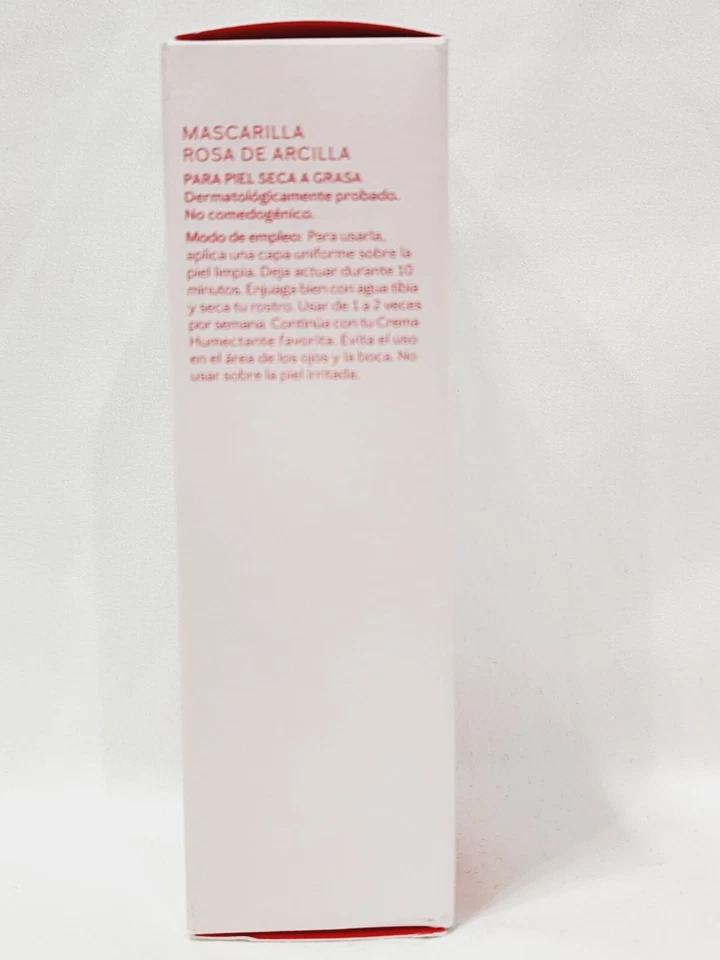 MASCARILLA
ROSA DE ARCILLA
PARA PIEL SECA A GRASA
Dermatológicamente probado.
No comedogénico.
Modo de empleo: Para usarla,
aplica una capa uniforme sobre la
piel limpia. Deja actuar durante 10
minutos. Enjuaga bien con agua tibia
y seca tu rostro. Usar de 1 a 2 veces
por semana. Continúa con tu Crema
Humectante favorita. Evita el uso
en el área de los ojos y la boca. No
usar sobre la piel irritada.